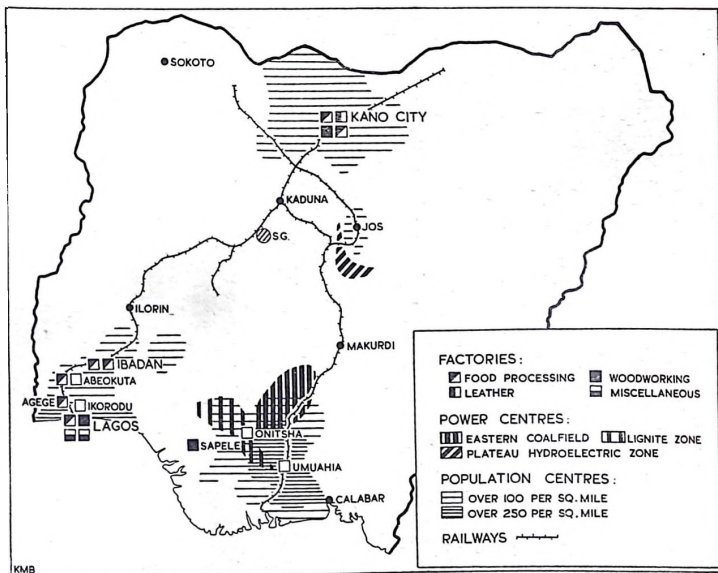 SOKOTO
KANO CITY
KADUNA
JOS
S.G.
ILORIN
MAKURDI
IBADAN
ABEOKUTA
AGEGE
IKORODU
LAGOS
ONITSHA
SAPELE
UMUAHIA
CALABAR
FACTORIES:
FOOD PROCESSING WOODWORKING
LEATHER MISCELLANEOUS
POWER CENTRES:
EASTERN COALFIELD LIGNITE ZONE
PLATEAU HYDROELECTRIC ZONE
POPULATION CENTRES:
OVER 100 PER SQ. MILE
OVER 250 PER SQ. MILE
RAILWAYS
KMB